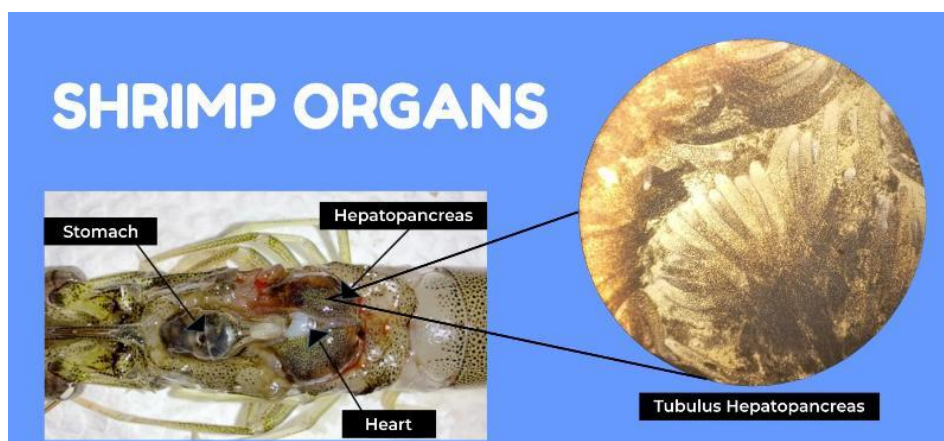 SHRIMP ORGANS
Hepatopancreas
Stomach
Heart
Tubulus Hepatopancreas